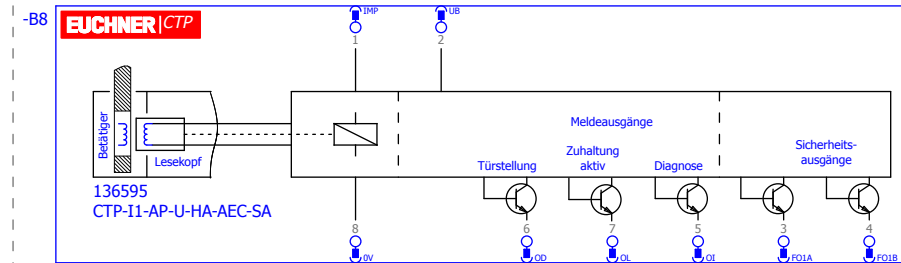 -B8
EUCHNER CTP
IMP
UB
1
2
Betätiger
Lesekopf
Meldeausgänge
Türstellung
Zuhaltung
aktiv
Diagnose
Sicherheits-
ausgänge
136595
CTP-I1-AP-U-HA-AEC-SA
8
6
7
5
3
4
0V
OD
OL
OI
FO1A
FO1B